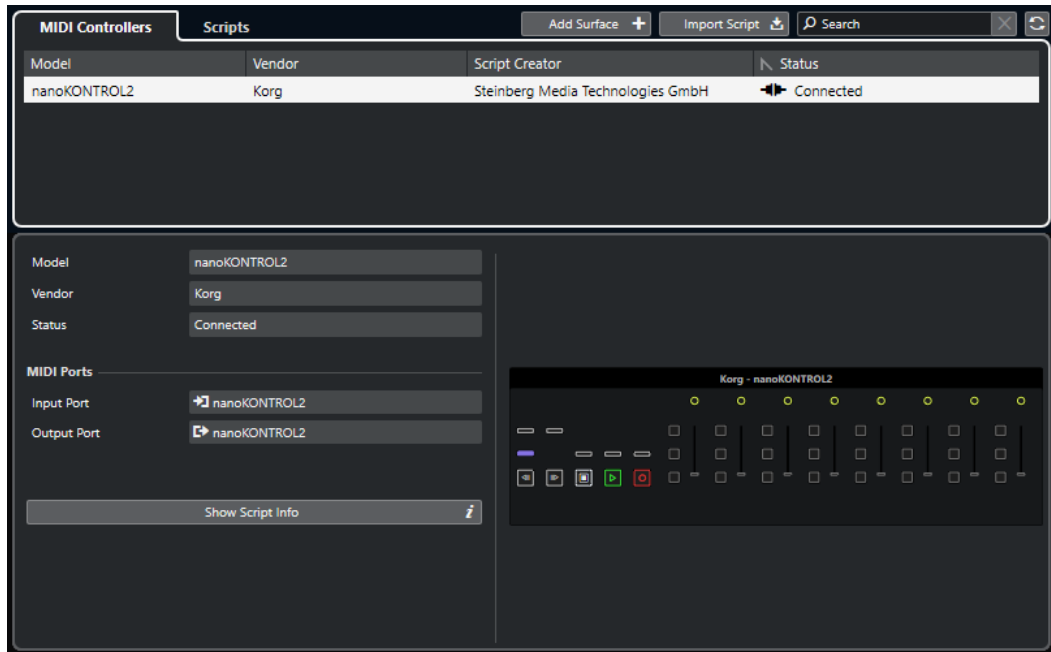 MIDI Controllers Scripts Add Surface Import Script Search
Model Vendor Script Creator Status
nanoKONTROL2 Korg Steinberg Media Technologies GmbH Connected
Model nanoKONTROL2
Vendor Korg
Status Connected
MIDI Ports
Input Port nanoKONTROL2
Output Port nanoKONTROL2
Show Script Info i
Korg - nanoKONTROL2